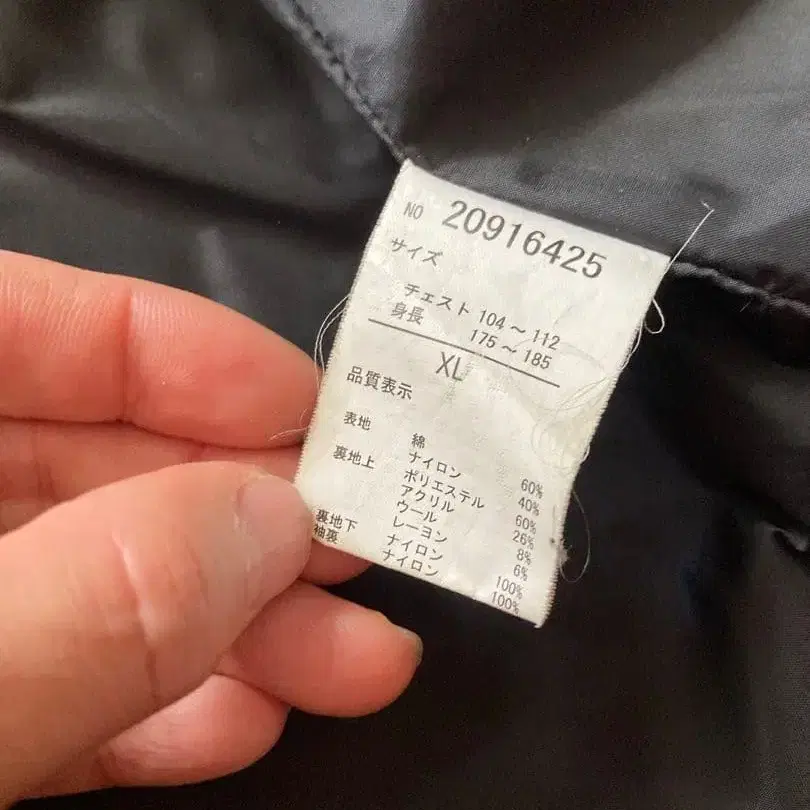 NO 20916425
サイズ
チェスト 104～112
身長 175～185
XL
品質表示
表地 綿 60%
ナイロン 40%
裏地上 ポリエステル 60%
アクリル 26%
ウール 8%
レーヨン 6%
裏地下 ナイロン 100%
袖裏 ナイロン 100%